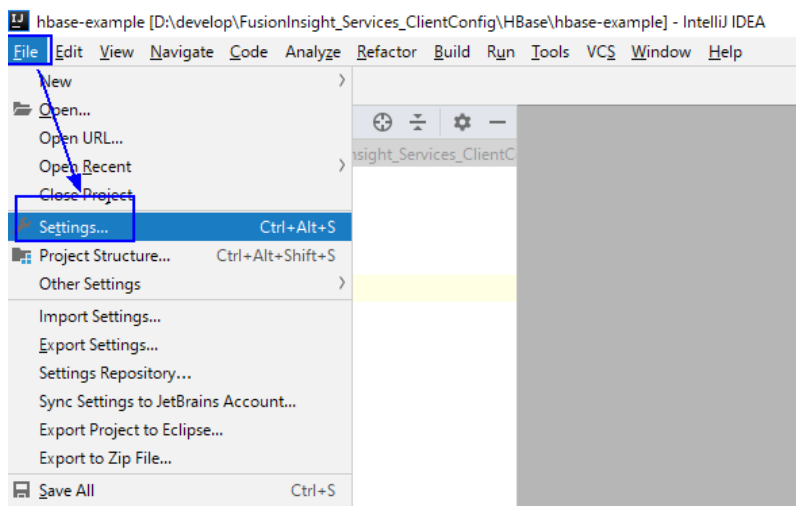 hbase-example [D:\develop\FusionInsight_Services_ClientConfig\HBase\hbase-example] - IntelliJ IDEA
File Edit View Navigate Code Analyze Refactor Build Run Tools VCS Window Help
New
Open...
Open URL...
Open Recent
nsight_Services_ClientC
Close Project
Settings... Ctrl+Alt+S
Project Structure... Ctrl+Alt+Shift+S
Other Settings
Import Settings...
Export Settings...
Settings Repository...
Sync Settings to JetBrains Account...
Export Project to Eclipse...
Export to Zip File...
Save All Ctrl+S